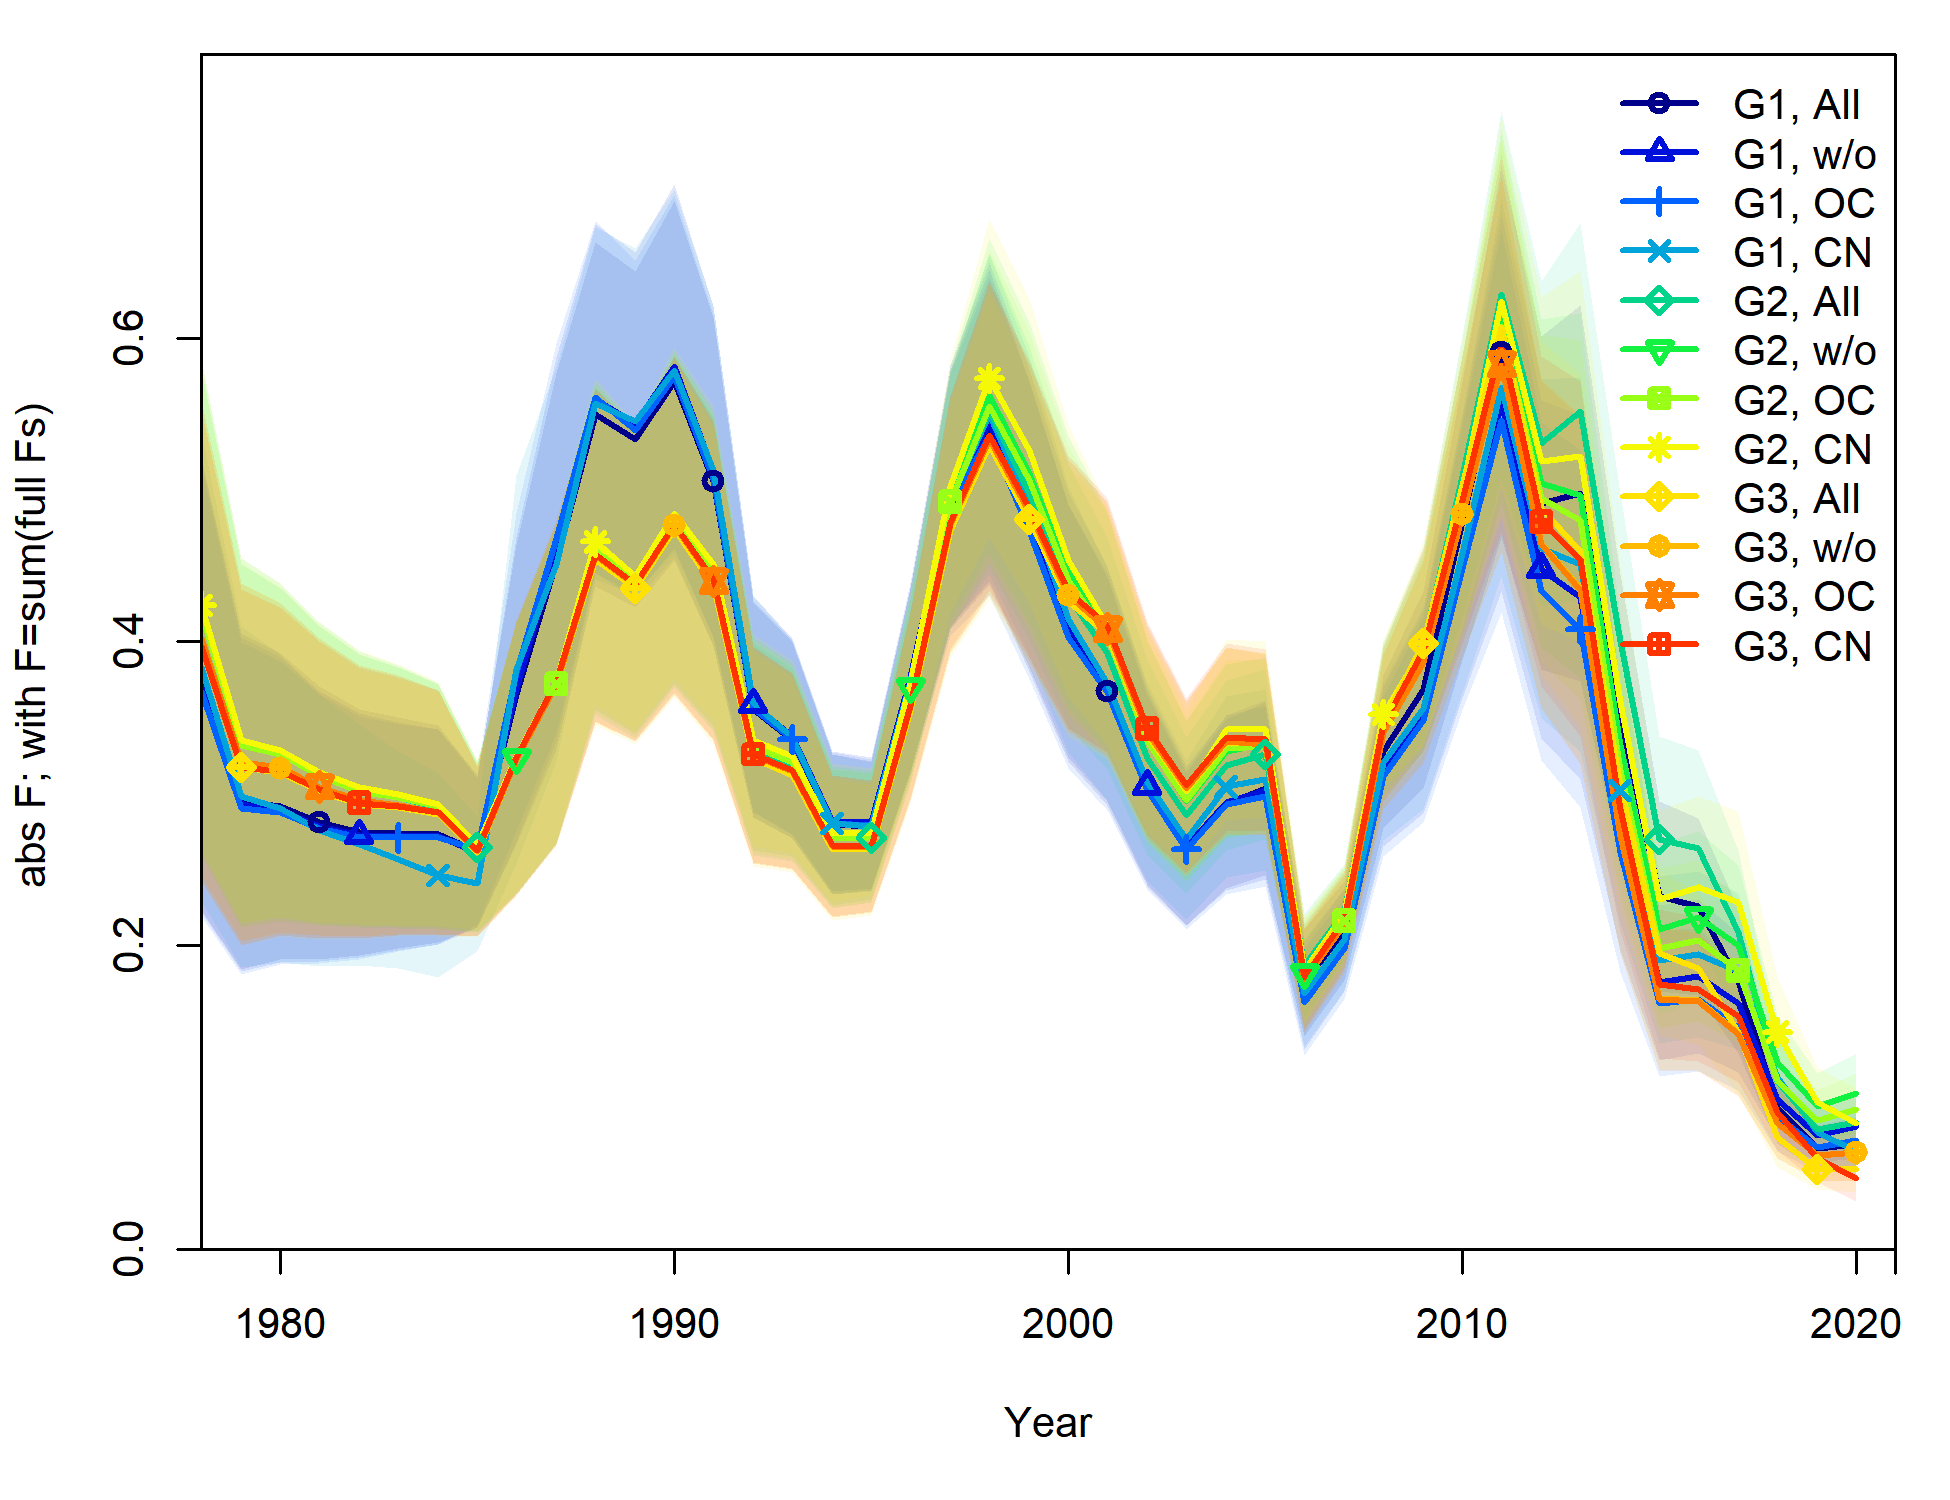 abs F; with F=sum(full Fs)
0.6
0.4
0.2
0.0
G1, All
G1, w/o
G1, OC
G1, CN
G2, All
G2, w/o
G2, OC
G2, CN
G3, All
G3, w/o
G3, OC
G3, CN
1980
1990
2000
2010
2020
Year